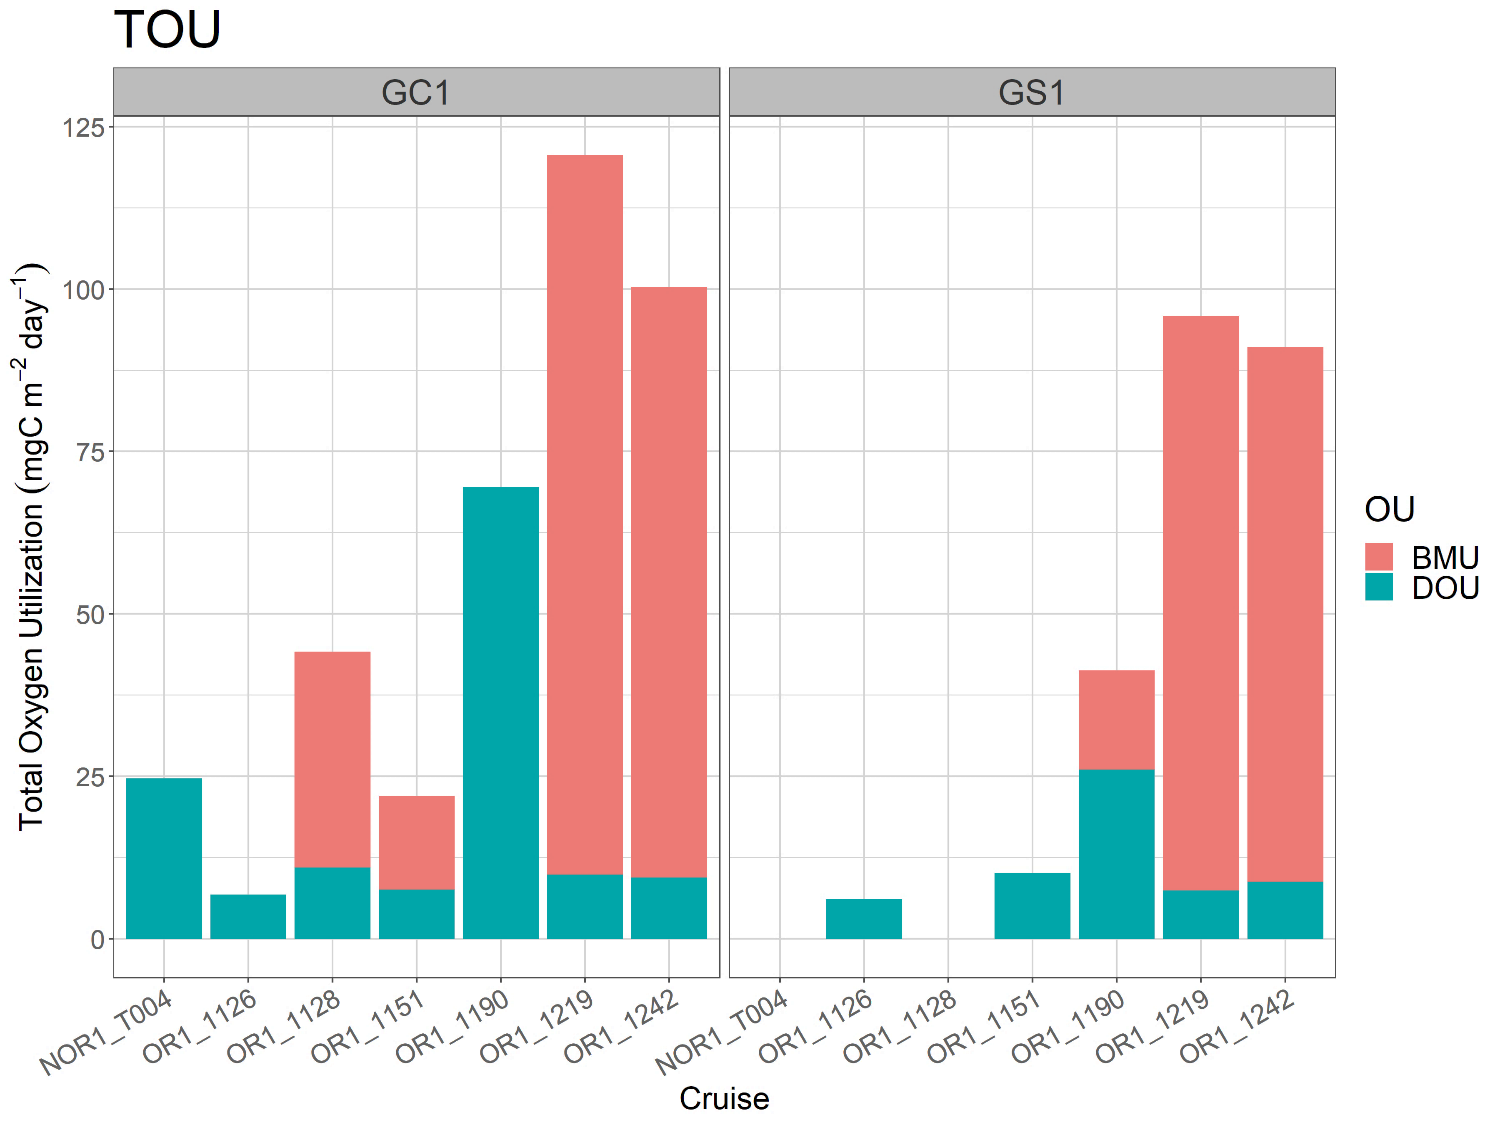 TOU
GC1
GS1
Total Oxygen Utilization (mgC m⁻² day⁻¹)
125
100
75
50
25
0
NOR1_T004
OR1_1126
OR1_1128
OR1_1151
OR1_1190
OR1_1219
OR1_1242
NOR1_T004
OR1_1126
OR1_1128
OR1_1151
OR1_1190
OR1_1219
OR1_1242
Cruise
OU
BMU
DOU